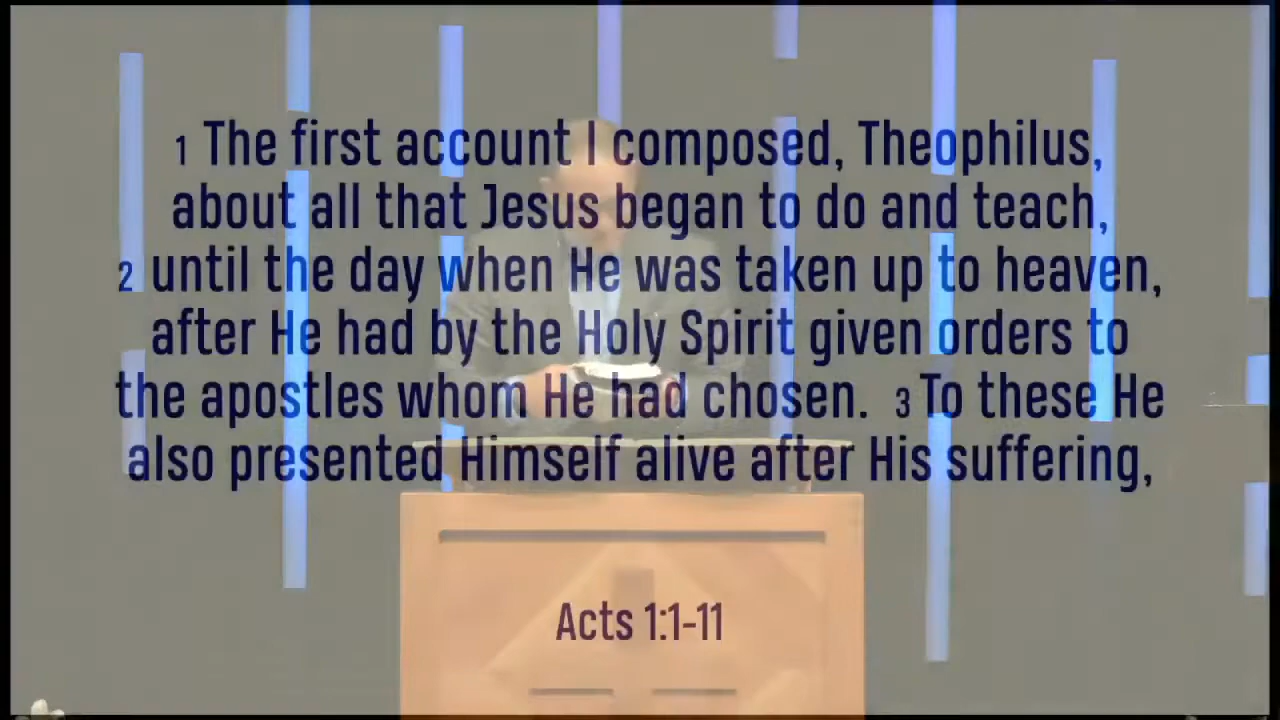 1 The first account I composed, Theophilus,
about all that Jesus began to do and teach,
2 until the day when He was taken up to heaven,
after He had by the Holy Spirit given orders to
the apostles whom He had chosen. 3 To these He
also presented Himself alive after His suffering,
Acts 1:1-11